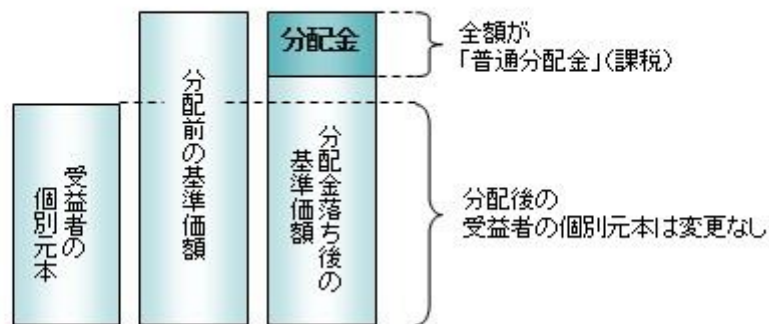 受益者の
個別元本
分配前の基準価額
分配金
分配金落ち後の
基準価額
全額が
「普通分配金」(課税)
分配後の
受益者の個別元本は変更なし